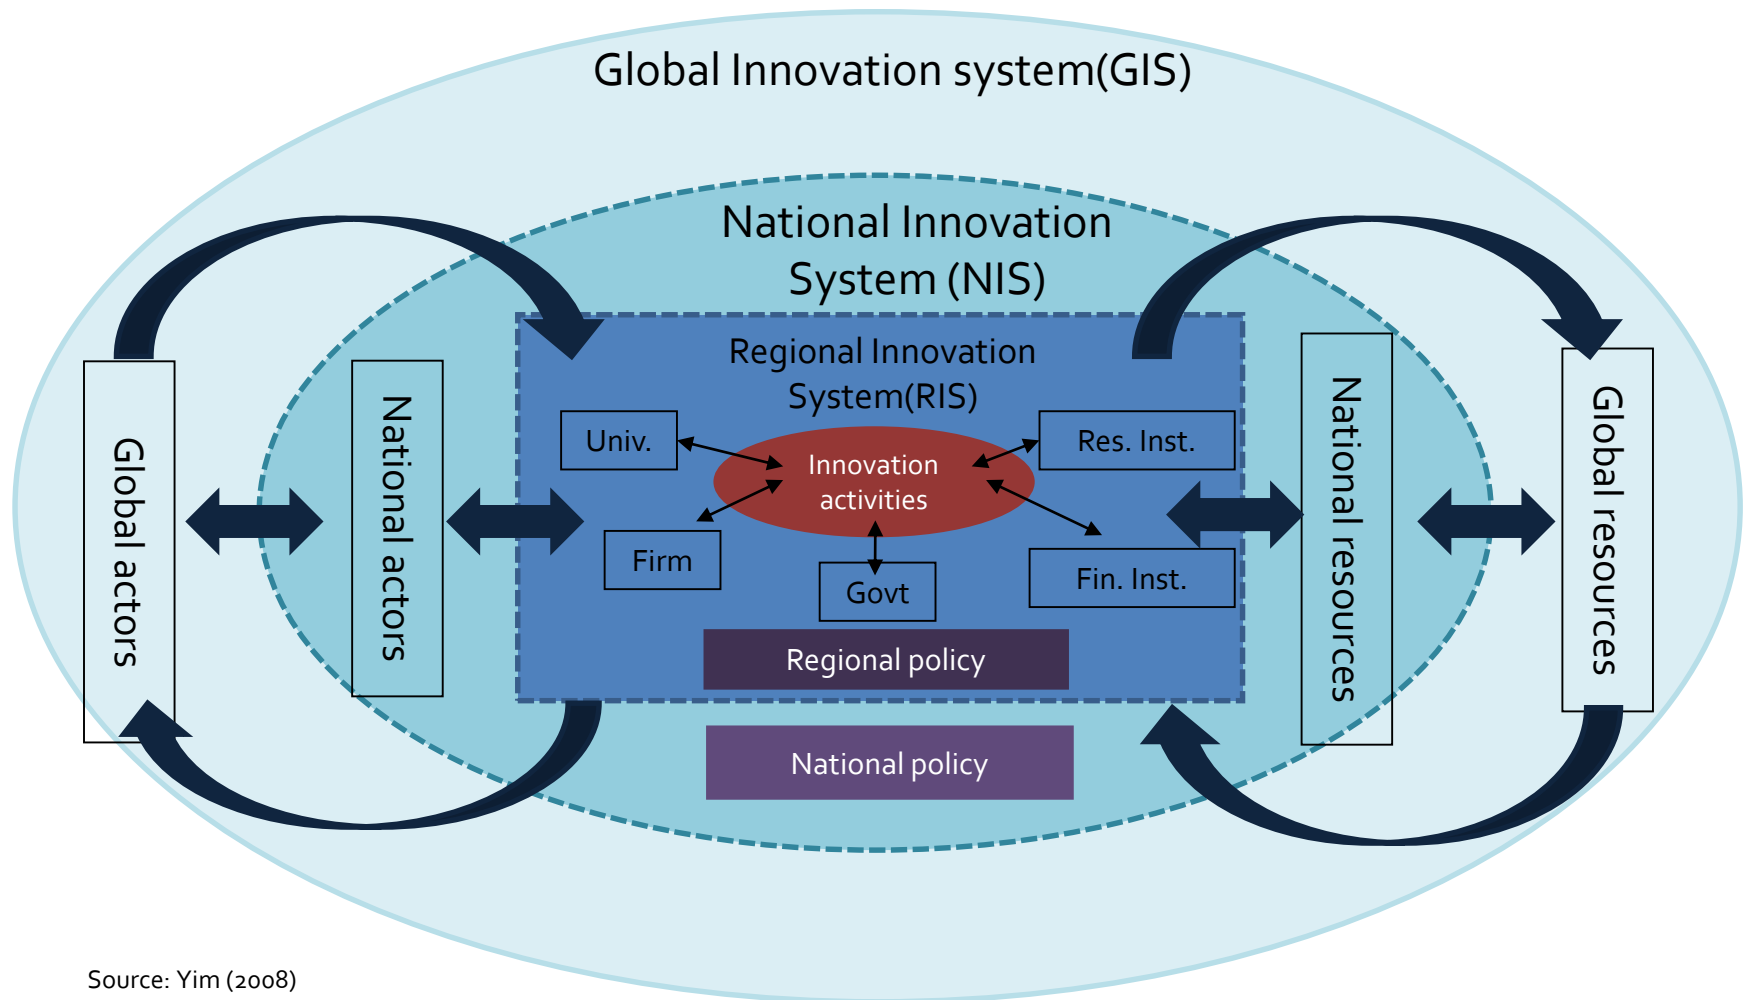 Global Innovation system(GIS)
National Innovation
System (NIS)
Regional Innovation
System(RIS)
Global actors
National actors
Univ.
Res. Inst.
Innovation
activities
Firm
Govt
Fin. Inst.
National resources
Global resources
Regional policy
National policy
Source: Yim (2008)